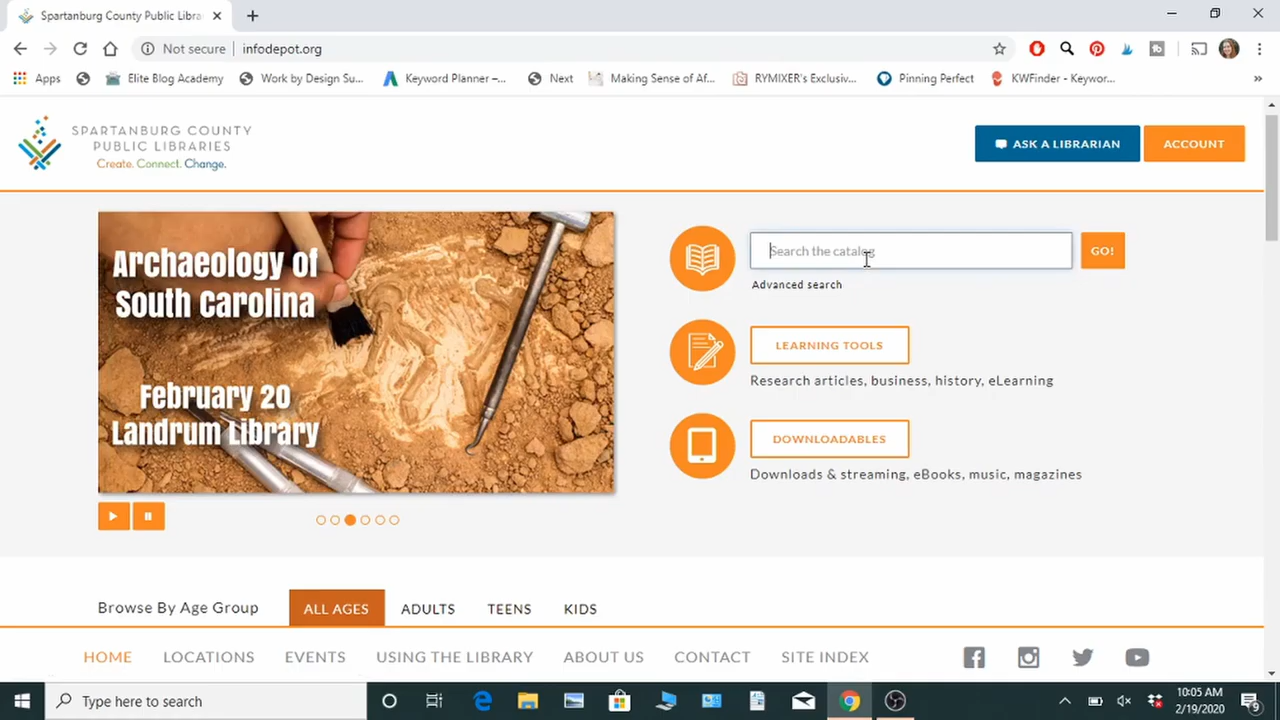 Spartanburg County Public Libra
Not secure
infodepot.org
Apps
Elite Blog Academy
Work by Design Su...
Keyword Planner –...
Next
Making Sense of Af...
RYMIXER's Exclusiv...
Pinning Perfect
KWFinder - Keywor...
»
SPARTANBURG COUNTY
PUBLIC LIBRARIES
Create. Connect. Change.
ASK A LIBRARIAN
ACCOUNT
Archaeology of
South Carolina
February 20
Landrum Library
Search the catalog
GO!
Advanced search
LEARNING TOOLS
Research articles, business, history, eLearning
DOWNLOADABLES
Downloads & streaming, eBooks, music, magazines
Browse By Age Group
ALL AGES
ADULTS
TEENS
KIDS
HOME
LOCATIONS
EVENTS
USING THE LIBRARY
ABOUT US
CONTACT
SITE INDEX
Type here to search
10:05 AM
2/19/2020
9